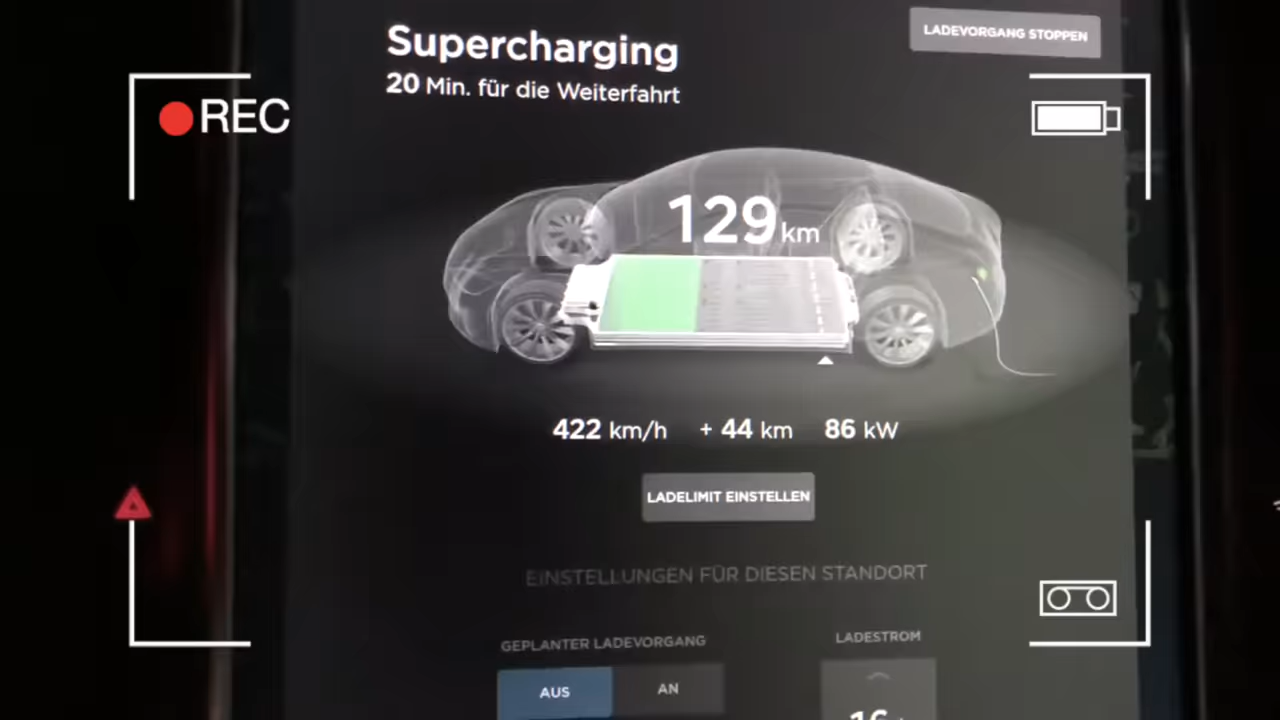 Supercharging
LADEVORGANG STOPPEN
20 Min. für die Weiterfahrt
REC
129 km
422 km/h + 44 km 86 kW
LADELIMIT EINSTELLEN
EINSTELLUNGEN FÜR DIESEN STANDORT
GEPLANTER LADEVORGANG
LADESTROM
AUS
AN